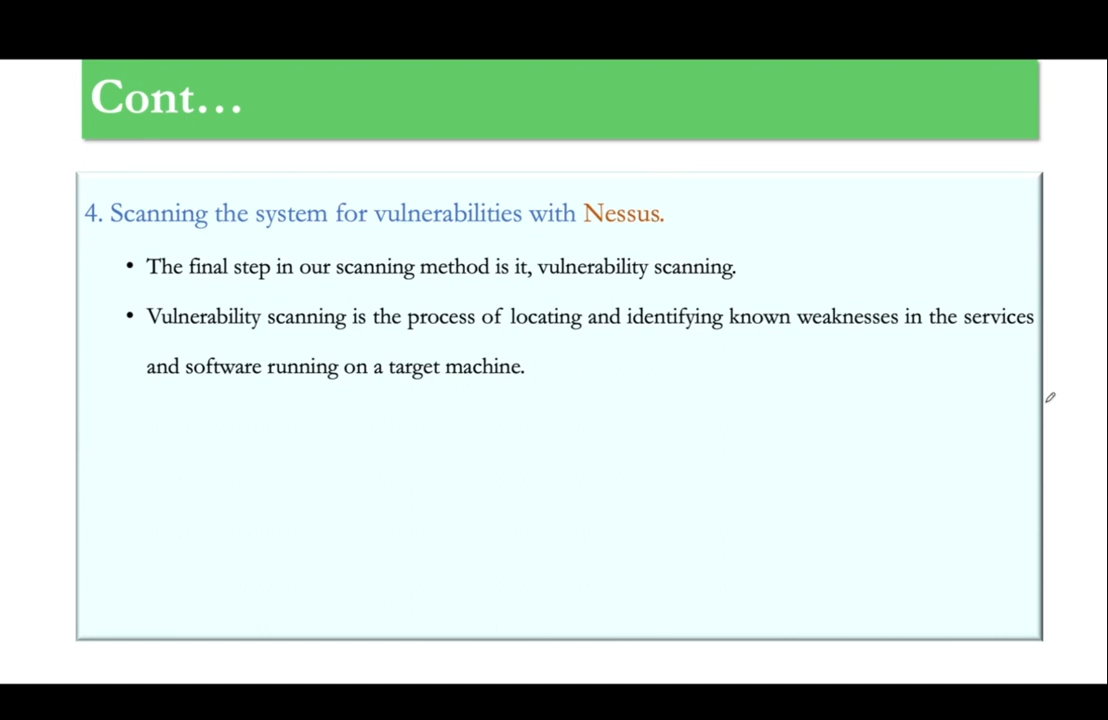 Cont...
4. Scanning the system for vulnerabilities with Nessus.
• The final step in our scanning method is it, vulnerability scanning.
• Vulnerability scanning is the process of locating and identifying known weaknesses in the services
and software running on a target machine.